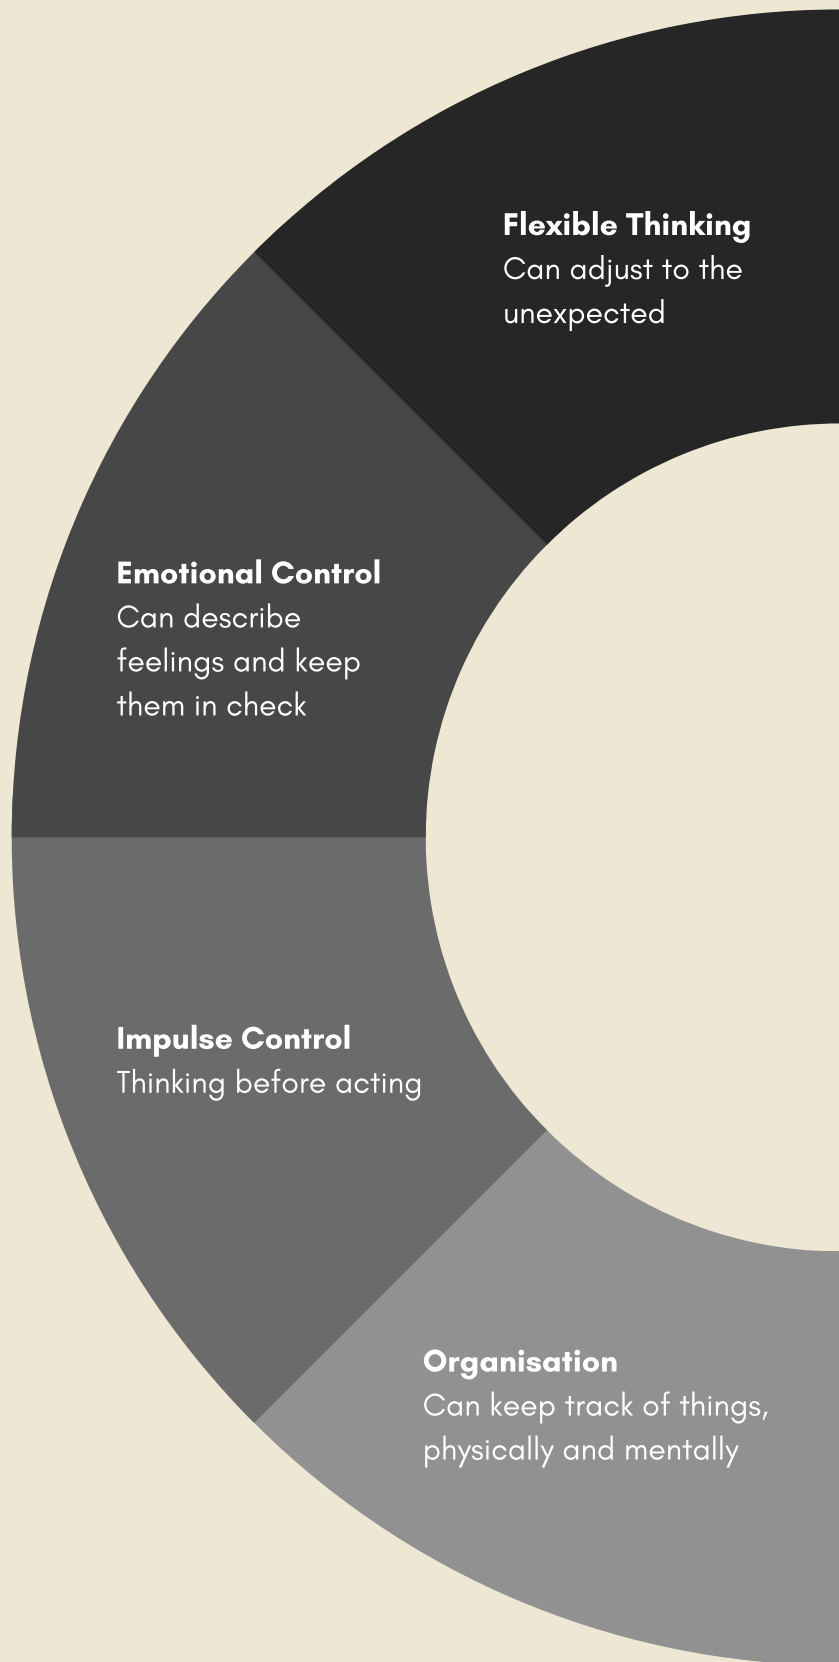 Flexible Thinking
Can adjust to the
unexpected
Emotional Control
Can describe
feelings and keep
them in check
Impulse Control
Thinking before acting
Organisation
Can keep track of things,
physically and mentally